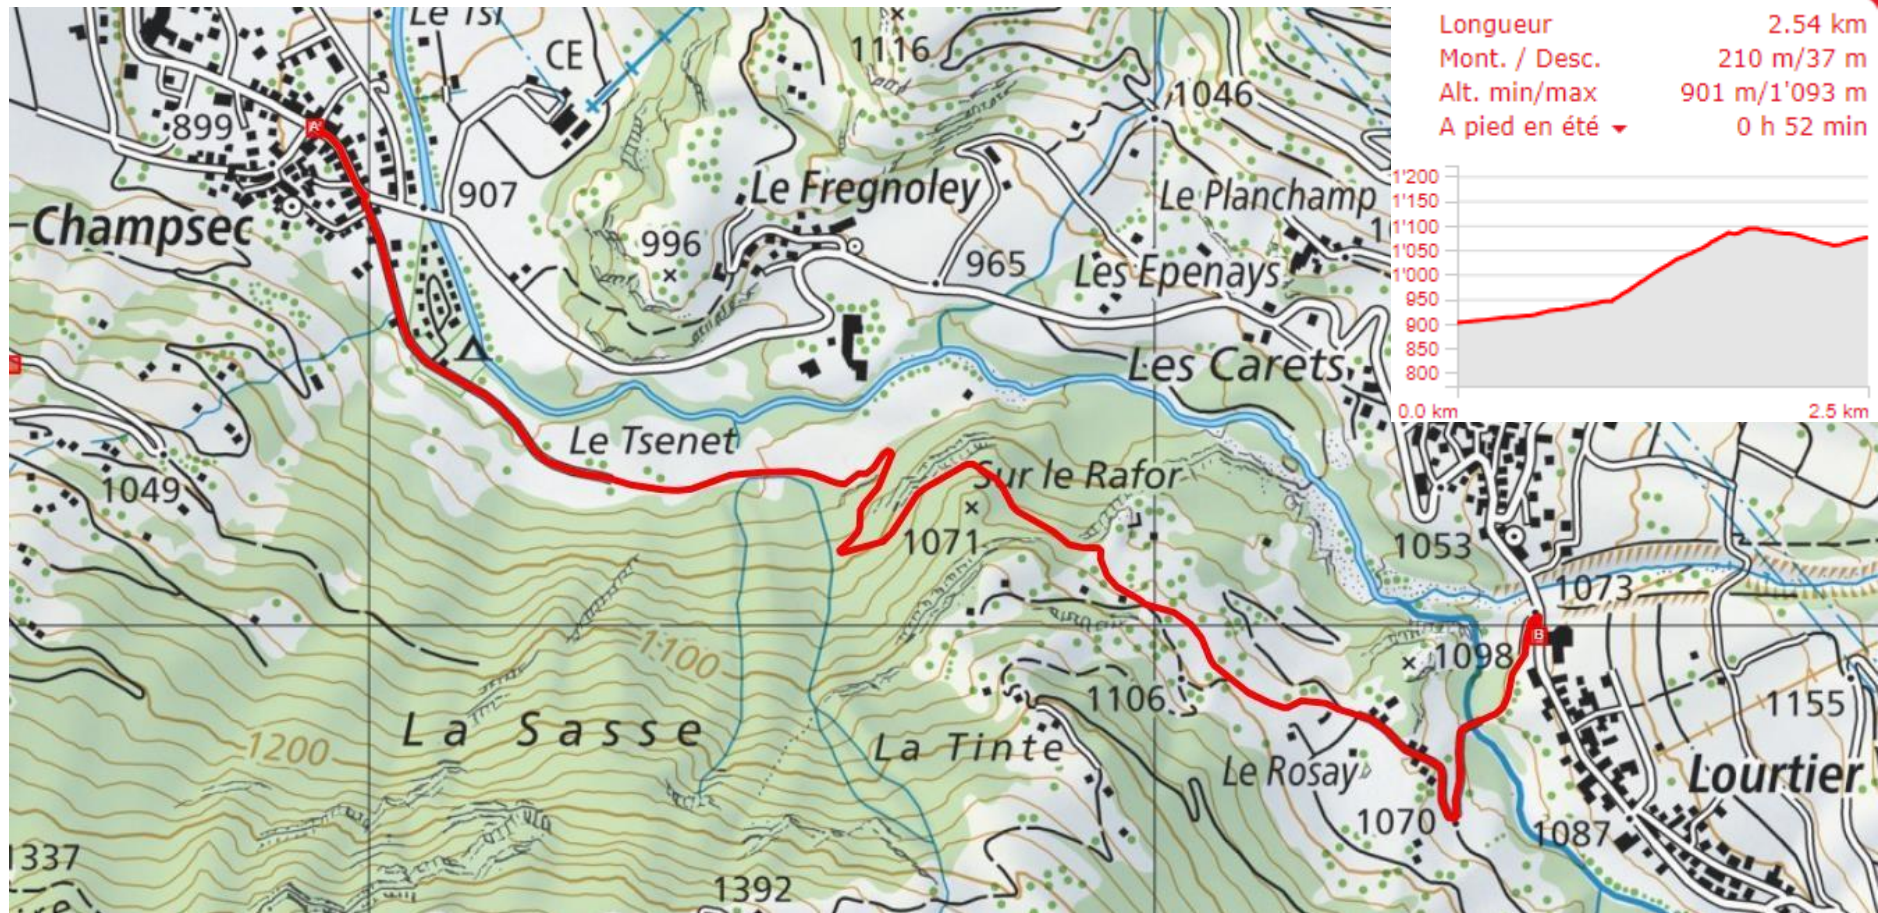 Le Tsi
CE
1116
1046
899
A
907
Le Fregnoley
Le Planchamp
Champsec
996
965
Les Epenays
Les Carets
Le Tsenet
1049
Sur le Rafor
1071
1053
1073
B
1098
1100
1106
1155
La Sasse
1200
La Tinte
Le Rosay
Lourtier
1070
1087
1337
1392
Longueur 2.54 km
Mont. / Desc. 210 m/37 m
Alt. min/max 901 m/1'093 m
A pied en été 0 h 52 min
1'200
1'150
1'100
1'050
1'000
950
900
850
800
0.0 km 2.5 km